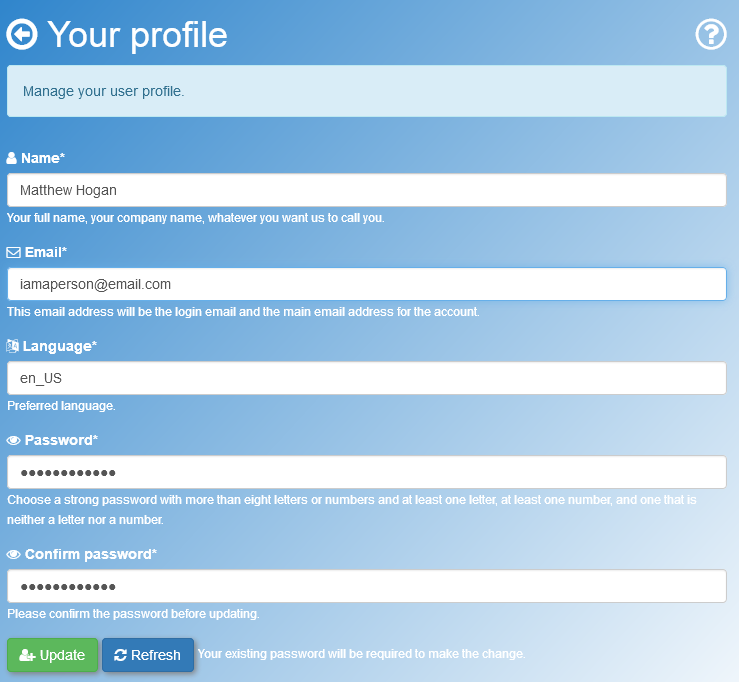 Your profile
Manage your user profile.
Name*
Matthew Hogan
Your full name, your company name, whatever you want us to call you.
Email*
iamaperson@email.com
This email address will be the login email and the main email address for the account.
Language*
en_US
Preferred language.
Password*
●●●●●●●●●●●●
Choose a strong password with more than eight letters or numbers and at least one letter, at least one number, and one that is
neither a letter nor a number.
Confirm password*
●●●●●●●●●●●●
Please confirm the password before updating.
Update Refresh Your existing password will be required to make the change.